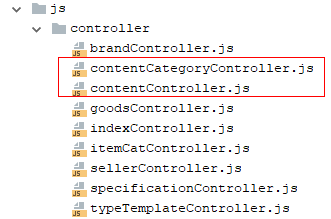 js
controller
brandController.js
contentCategoryController.js
contentController.js
goodsController.js
indexController.js
itemCatController.js
sellerController.js
specificationController.js
typeTemplateController.js